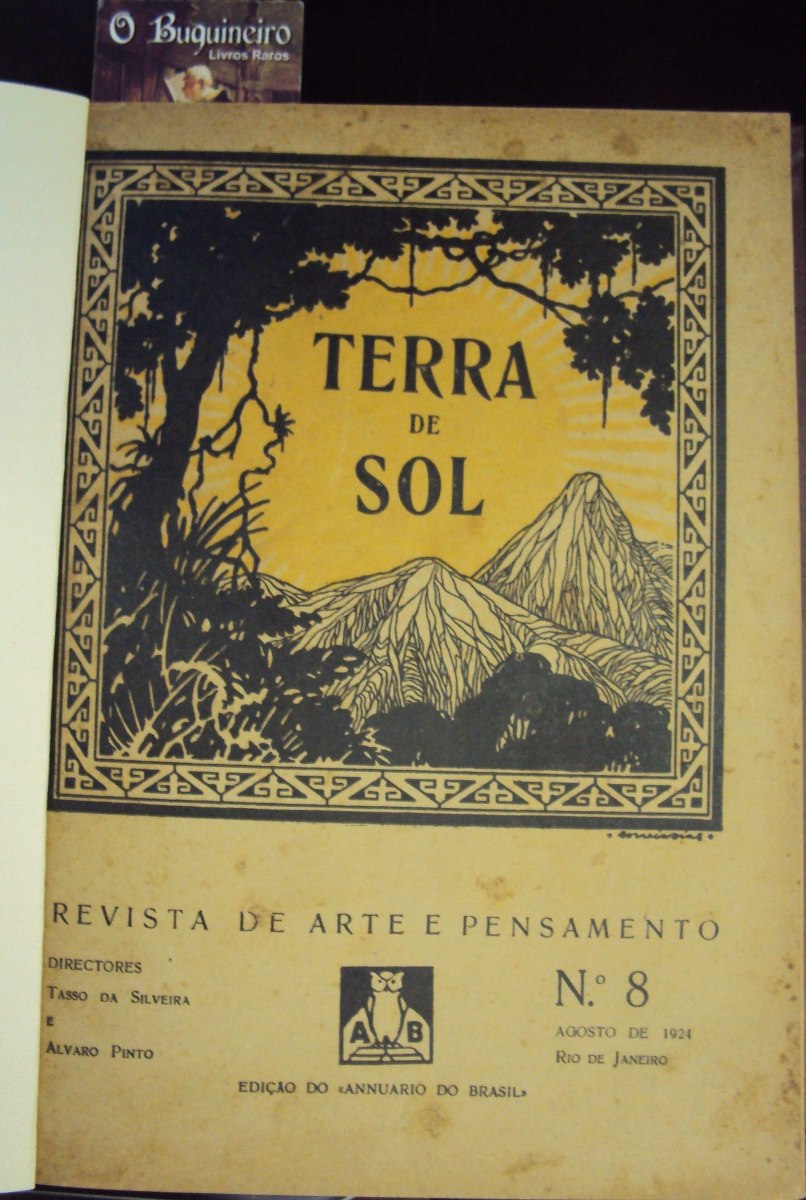 O Buquineiro
Livros Raros
TERRA
DE
SOL
REVISTA DE ARTE E PENSAMENTO
DIRECTORES
TASSO DA SILVEIRA
E
ALVARO PINTO
A B
N.º 8
AGOSTO DE 1924
RIO DE JANEIRO
EDIÇÃO DO «ANNUARIO DO BRASIL»